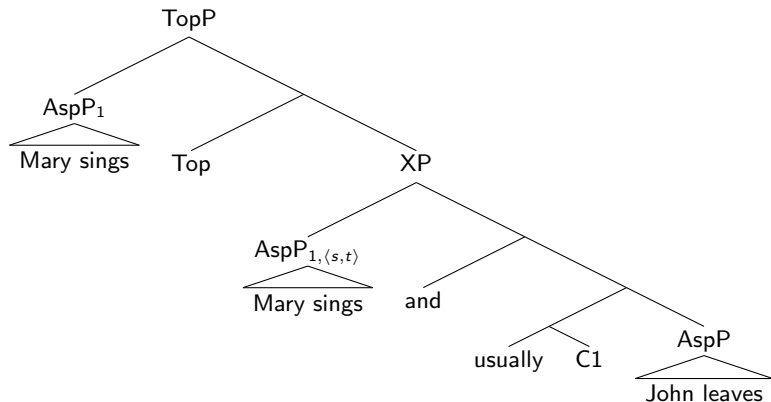 TopP
AspP₁
Mary sings
Top
XP
AspP₁,⟨s,t⟩
Mary sings
and
usually C1
AspP
John leaves